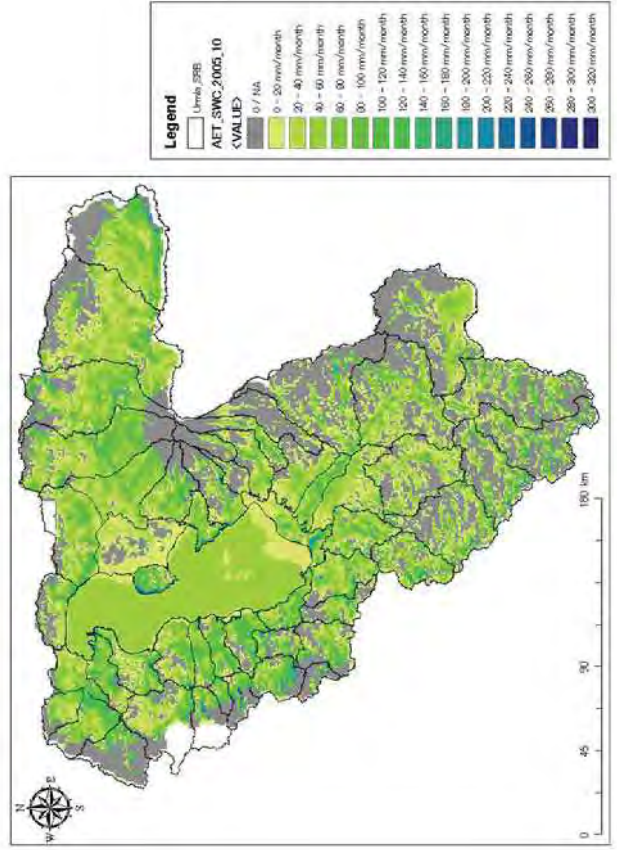 Legend
Urmia_SRB
AET_SWC_2005_10
<VALUE>
0 / NA
0 - 20 mm/month
20 - 40 mm/month
40 - 60 mm/month
60 - 80 mm/month
80 - 100 mm/month
100 - 120 mm/month
120 - 140 mm/month
140 - 160 mm/month
160 - 180 mm/month
180 - 200 mm/month
200 - 220 mm/month
220 - 240 mm/month
240 - 260 mm/month
260 - 280 mm/month
280 - 300 mm/month
300 - 320 mm/month
N
W
E
S
0
45
90
180 km